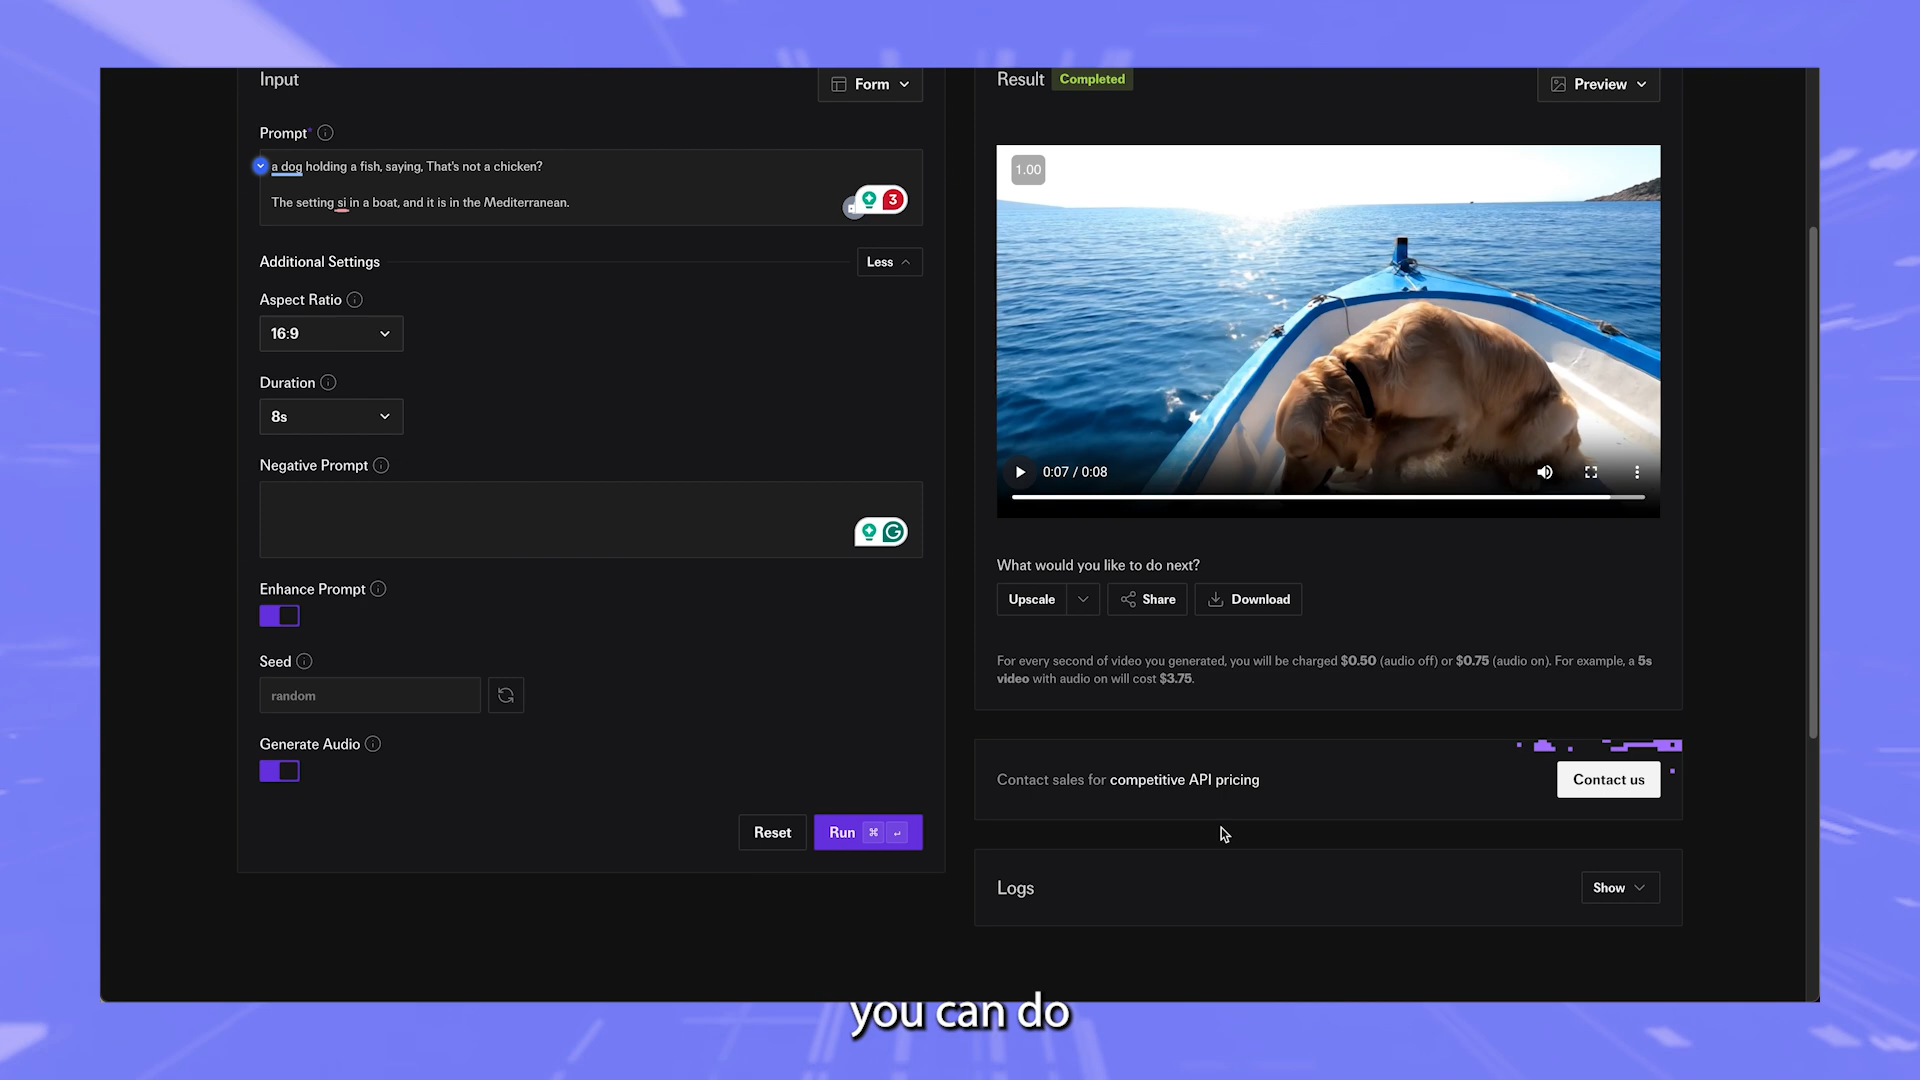 Input
Form
Prompt*
a dog holding a fish, saying, That's not a chicken?
The setting si in a boat, and it is in the Mediterranean.
3
Additional Settings
Less
Aspect Ratio
16:9
Duration
8s
Negative Prompt
Enhance Prompt
Seed
random
Generate Audio
Reset
Run ⌘ ↵
Result Completed
Preview
1.00
0:07 / 0:08
What would you like to do next?
Upscale
Share
Download
For every second of video you generated, you will be charged $0.50 (audio off) or $0.75 (audio on). For example, a 5s
video with audio on will cost $3.75.
Contact sales for competitive API pricing
Contact us
Logs
Show
you can do